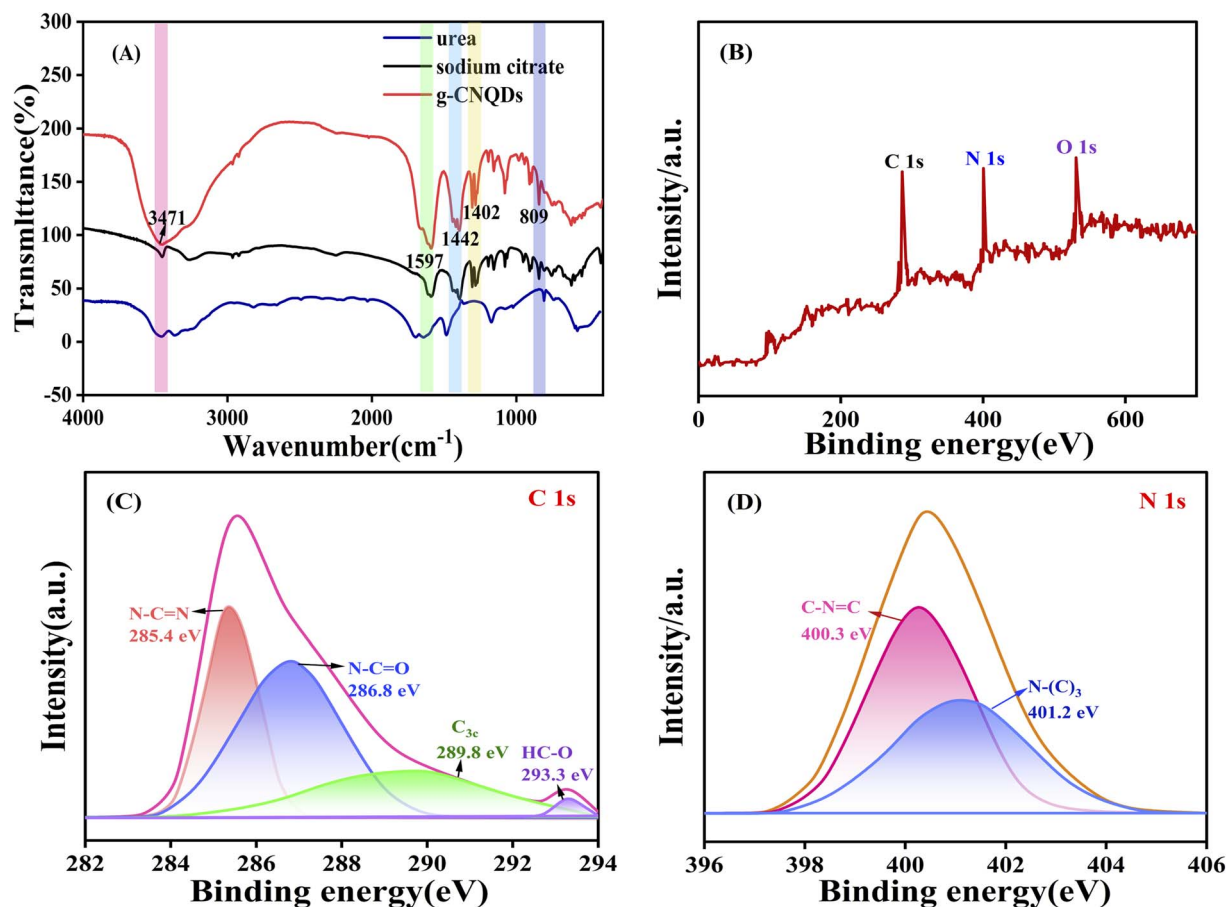 (A)
urea
sodium citrate
g-CNQDs
300
250
200
150
100
50
0
-50
Transmlttance(%)
3471
1597
1442
1402
809
4000
3000
2000
1000
Wavenumber(cm⁻¹)
(B)
C 1s
N 1s
O 1s
Intensity/a.u.
0
200
400
600
Binding energy(eV)
(C)
C 1s
N-C=N
285.4 eV
N-C=O
286.8 eV
C₃c
289.8 eV
HC-O
293.3 eV
Intensity(a.u.)
282
284
286
288
290
292
294
Binding energy(eV)
(D)
N 1s
C-N=C
400.3 eV
N-(C)₃
401.2 eV
Intensity/a.u.
396
398
400
402
404
406
Binding energy(eV)